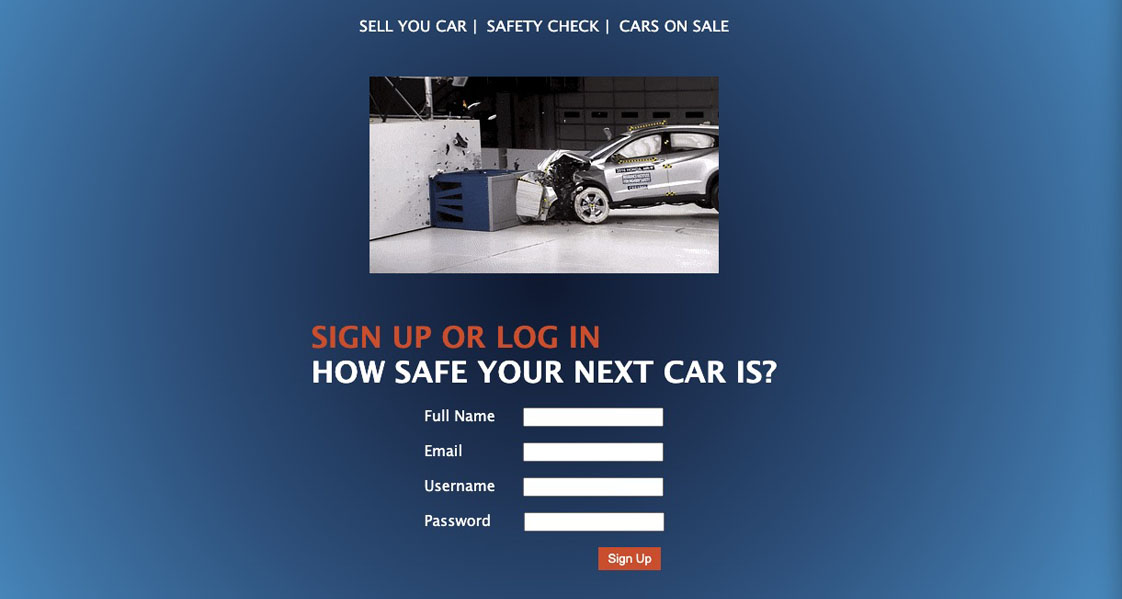 SELL YOU CAR | SAFETY CHECK | CARS ON SALE
SIGN UP OR LOG IN
HOW SAFE YOUR NEXT CAR IS?
Full Name
Email
Username
Password
Sign Up